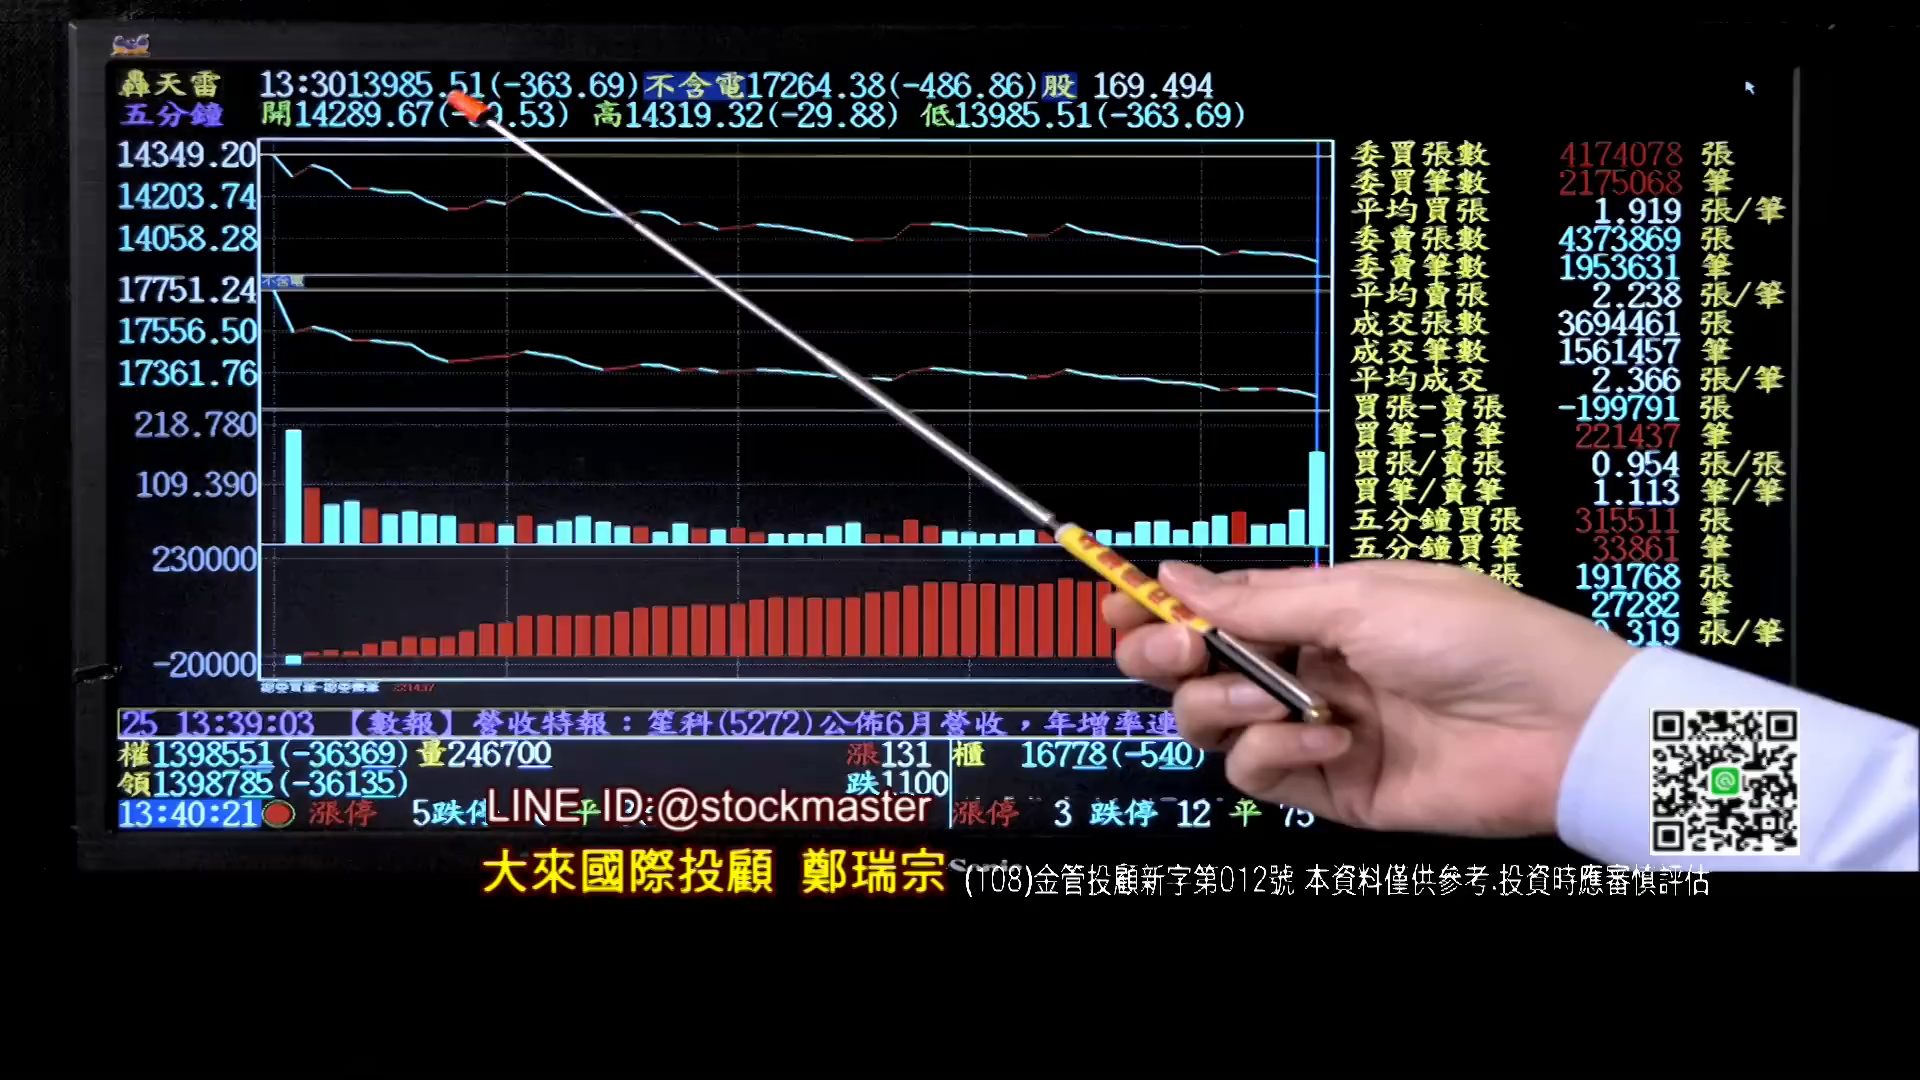 轟天雷 13:30 13985.51(-363.69) 不含電17264.38(-486.86) 股 169.494
五分鐘 開14289.67( .53) 高14319.32(-29.88) 低13985.51(-363.69)
14349.20
14203.74
14058.28
不含電
17751.24
17556.50
17361.76
218.780
109.390
230000
-20000
委買張數 4174078 張
委買筆數 2175068 筆
平均買張 1.919 張/筆
委賣張數 4373869 張
委賣筆數 1953631 筆
平均賣張 2.238 張/筆
成交張數 3694461 張
成交筆數 1561457 筆
平均成交 2.366 張/筆
買張-賣張 -199791 張
買筆-賣筆 221437 筆
買張/賣張 0.954 張/張
買筆/賣筆 1.113 筆/筆
五分鐘買張 315511 張
五分鐘買筆 33861 筆
張 191768 張
27282 筆
.319 張/筆
221437
25 13:39:03 【數報】營收特報：笙科(5272)公佈6月營收，年增率連
權1398551(-36369) 量246700 漲131 櫃 16778(-540)
領1398785(-36135) 跌1100
13:40:21 漲停 5跌停 平 漲停 3 跌停 12 平 75
LINE ID:@stockmaster
大來國際投顧 鄭瑞宗 (108)金管投顧新字第012號 本資料僅供參考.投資時應審慎評估